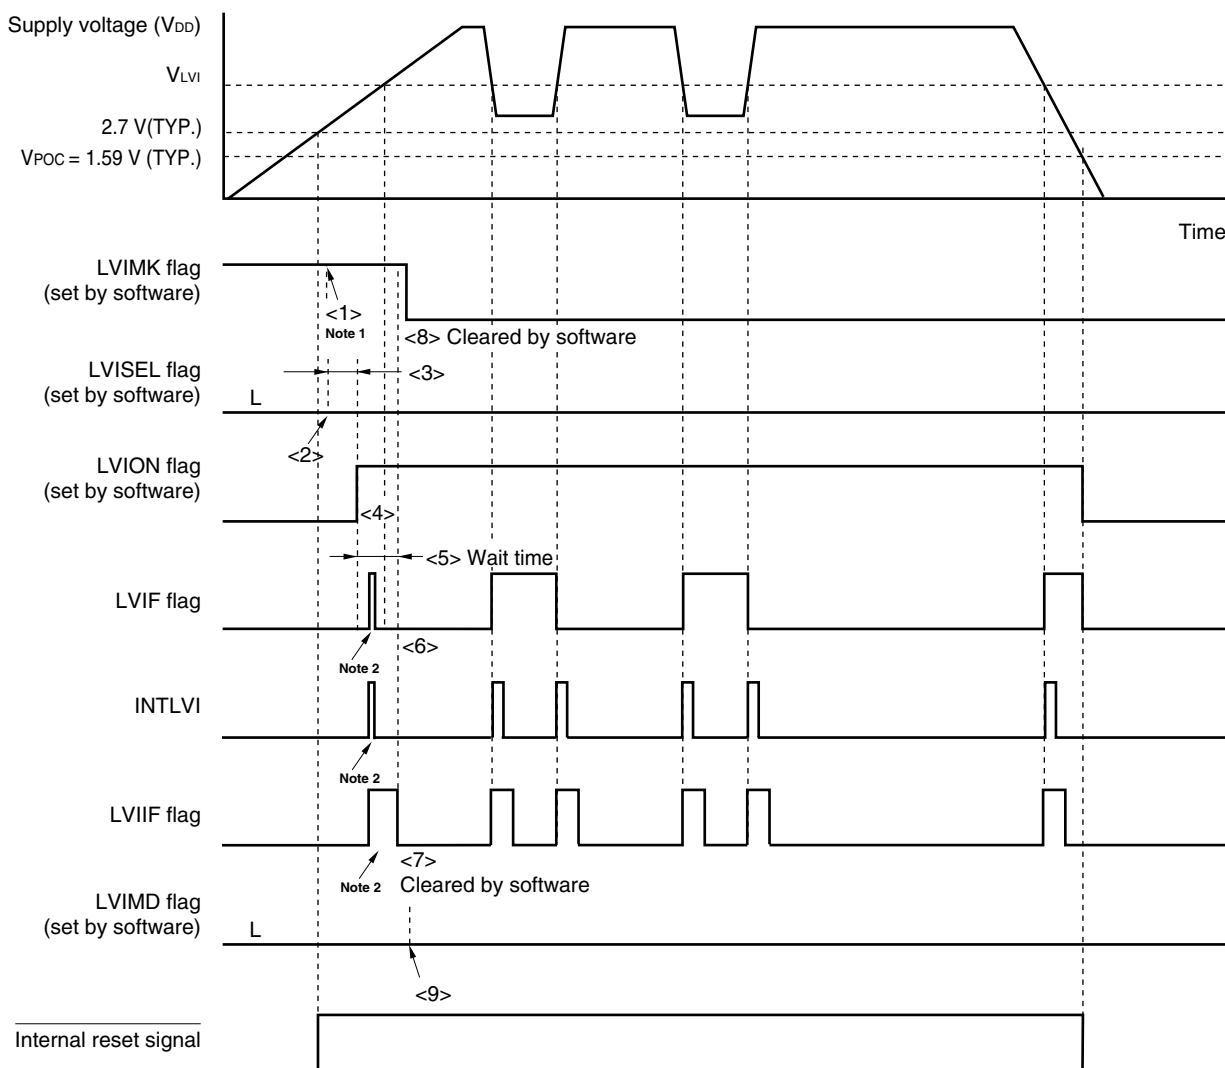 Supply voltage (VDD)
VLVI
2.7 V(TYP.)
VPOC = 1.59 V (TYP.)
Time
LVIMK flag
(set by software)
<1>
Note 1
<8> Cleared by software
LVISEL flag
(set by software)
<3>
L
<2>
LVION flag
(set by software)
<4>
<5> Wait time
LVIF flag
<6>
Note 2
INTLVI
Note 2
LVIIF flag
<7>
Note 2
Cleared by software
LVIMD flag
(set by software)
L
<9>
Internal reset signal